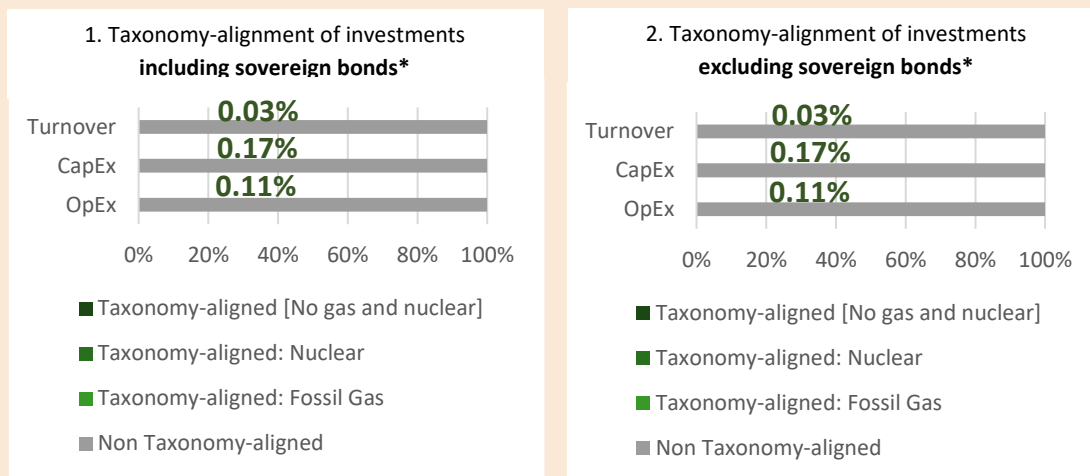 1. Taxonomy-alignment of investments
including sovereign bonds*
Turnover
0.03%
CapEx
0.17%
OpEx
0.11%
0% 20% 40% 60% 80% 100%
Taxonomy-aligned [No gas and nuclear]
Taxonomy-aligned: Nuclear
Taxonomy-aligned: Fossil Gas
Non Taxonomy-aligned
2. Taxonomy-alignment of investments
excluding sovereign bonds*
Turnover
0.03%
CapEx
0.17%
OpEx
0.11%
0% 20% 40% 60% 80% 100%
Taxonomy-aligned [No gas and nuclear]
Taxonomy-aligned: Nuclear
Taxonomy-aligned: Fossil Gas
Non Taxonomy-aligned